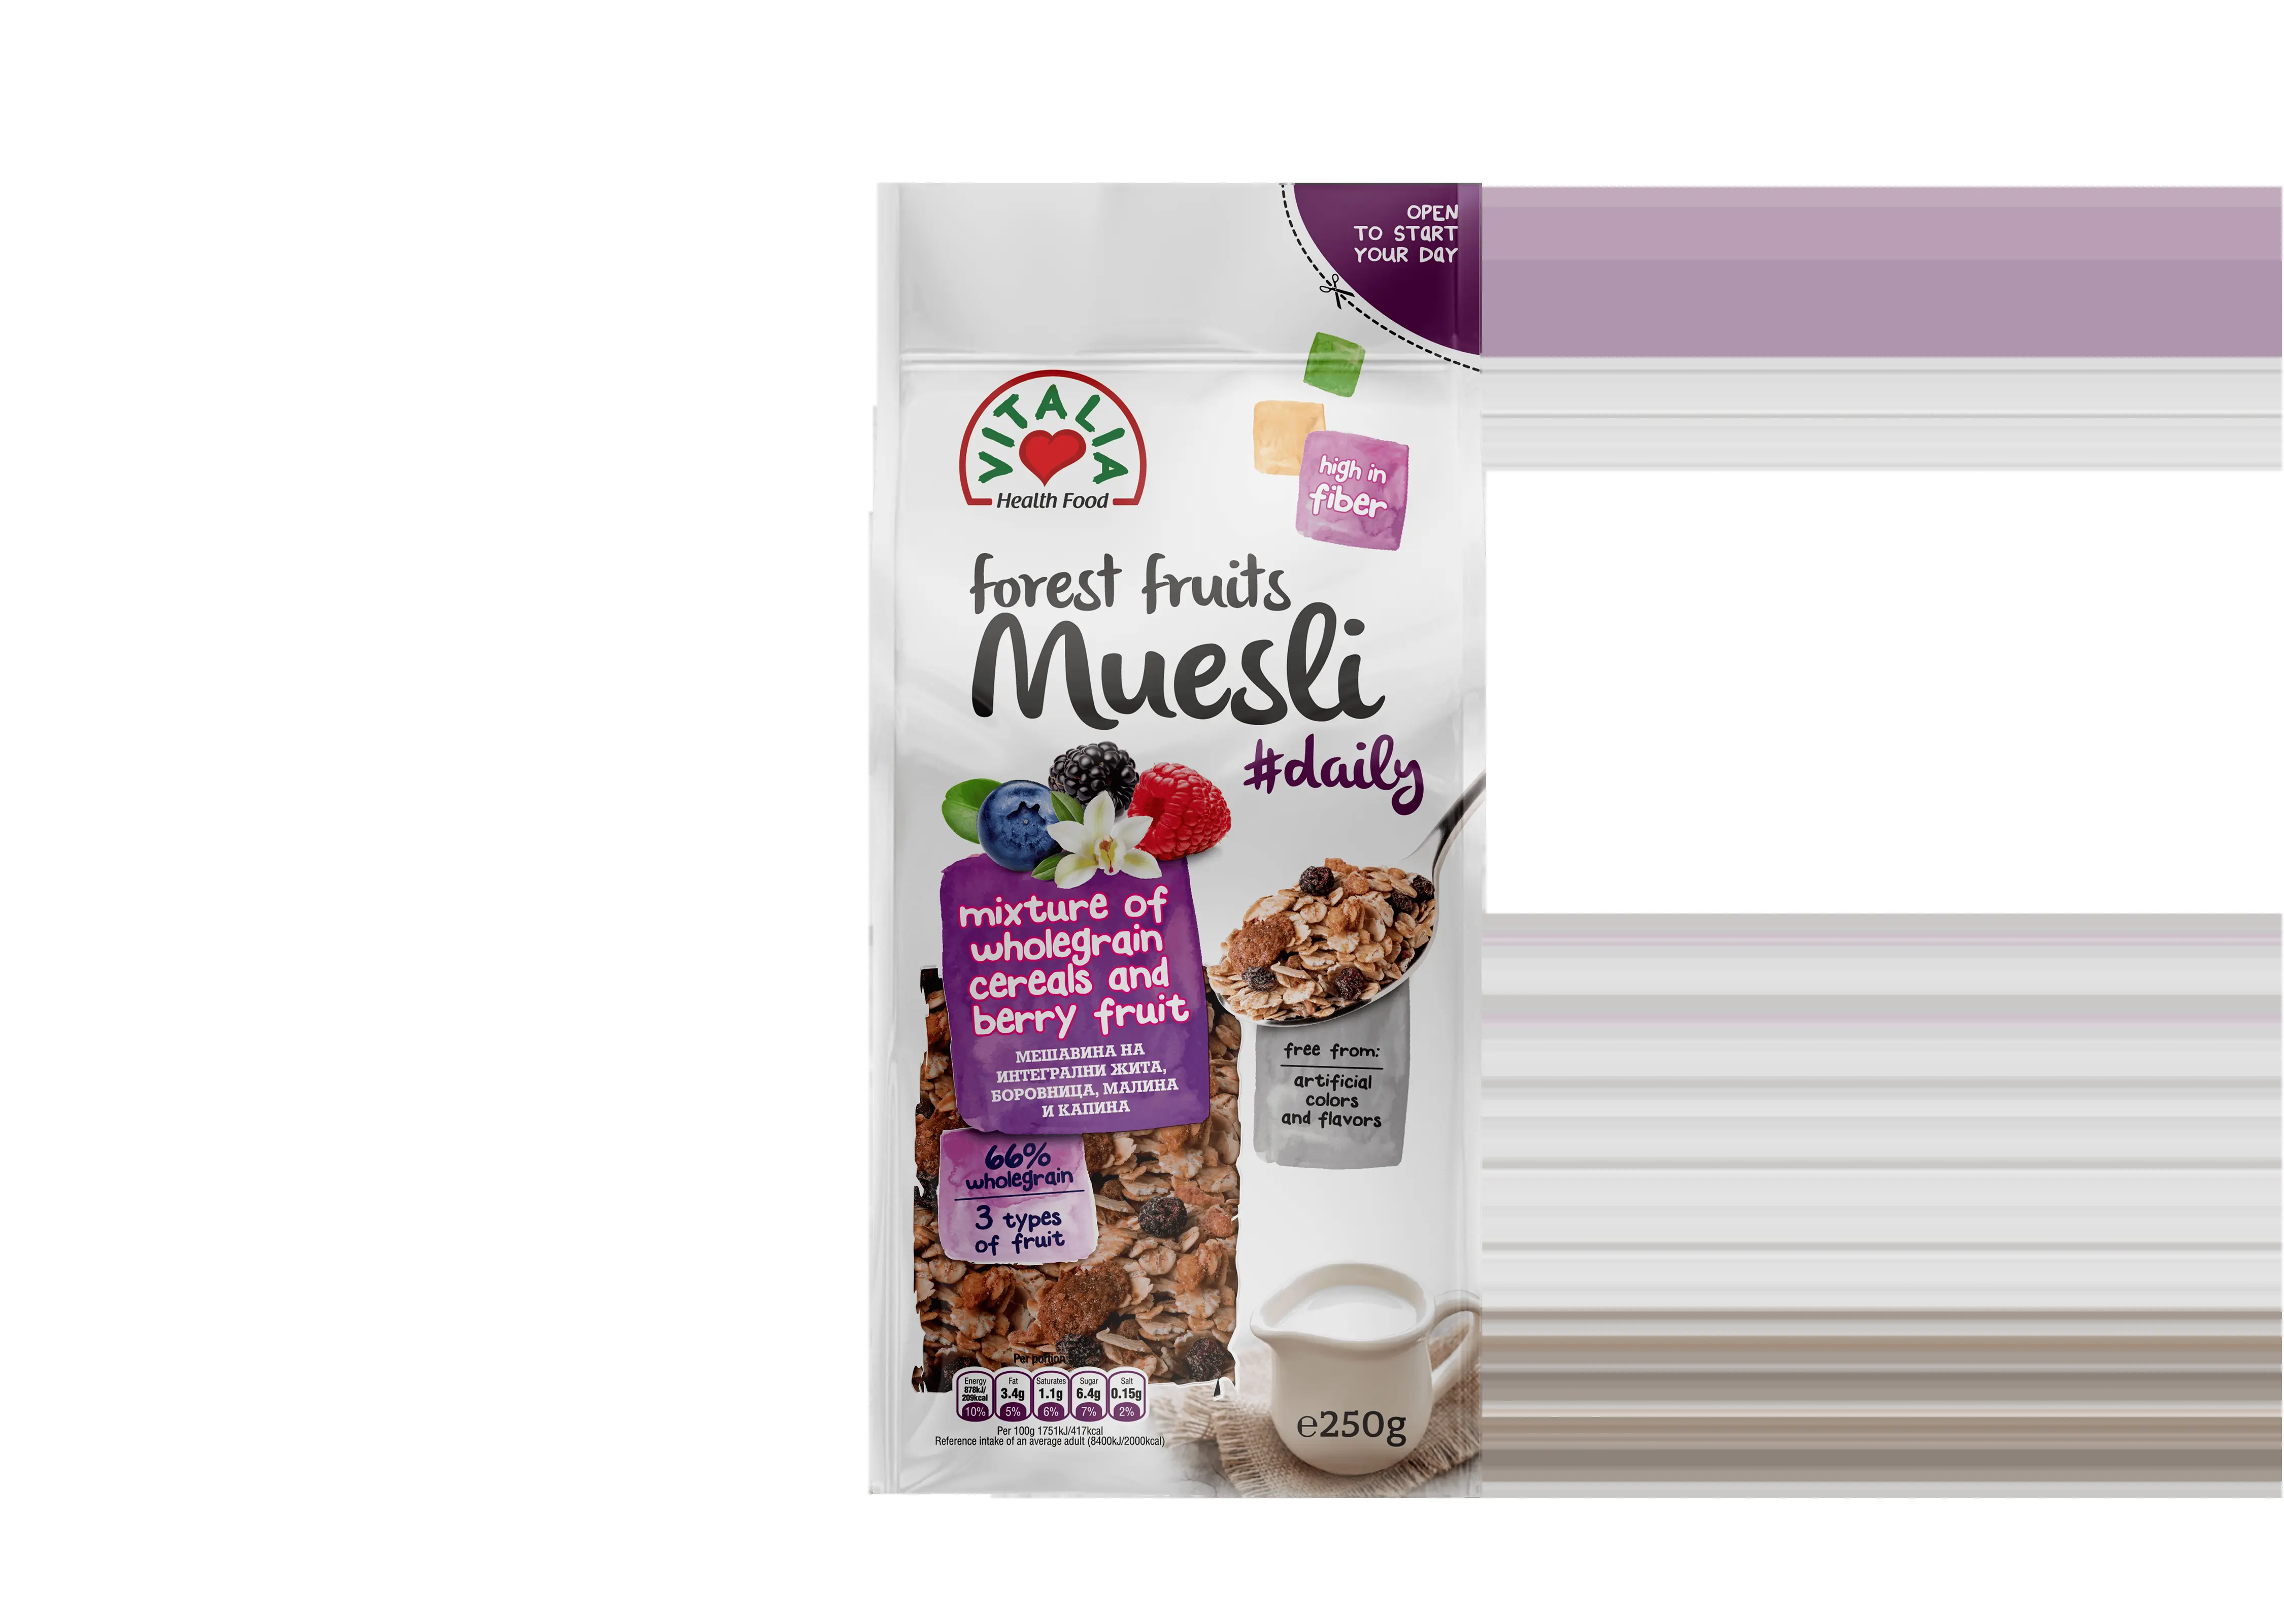 OPEN
TO START
YOUR DAY
VITALIA
Health Food
high in
fiber
forest fruits
Muesli
#daily
mixture of
wholegrain
cereals and
berry fruit
МЕШАВИНА НА
ИНТЕГРАЛНИ ЖИТА,
БОРОВНИЦА, МАЛИНА
И КАПИНА
free from:
artificial
colors
and flavors
66%
wholegrain
3 types
of fruit
Per portion
Energy Fat Saturates Sugar Salt
878kJ/
209kcal 3.4g 1.1g 6.4g 0.15g
10% 5% 6% 7% 2%
Per 100g 1751kJ/417kcal
Reference intake of an average adult (8400kJ/2000kcal)
e250g